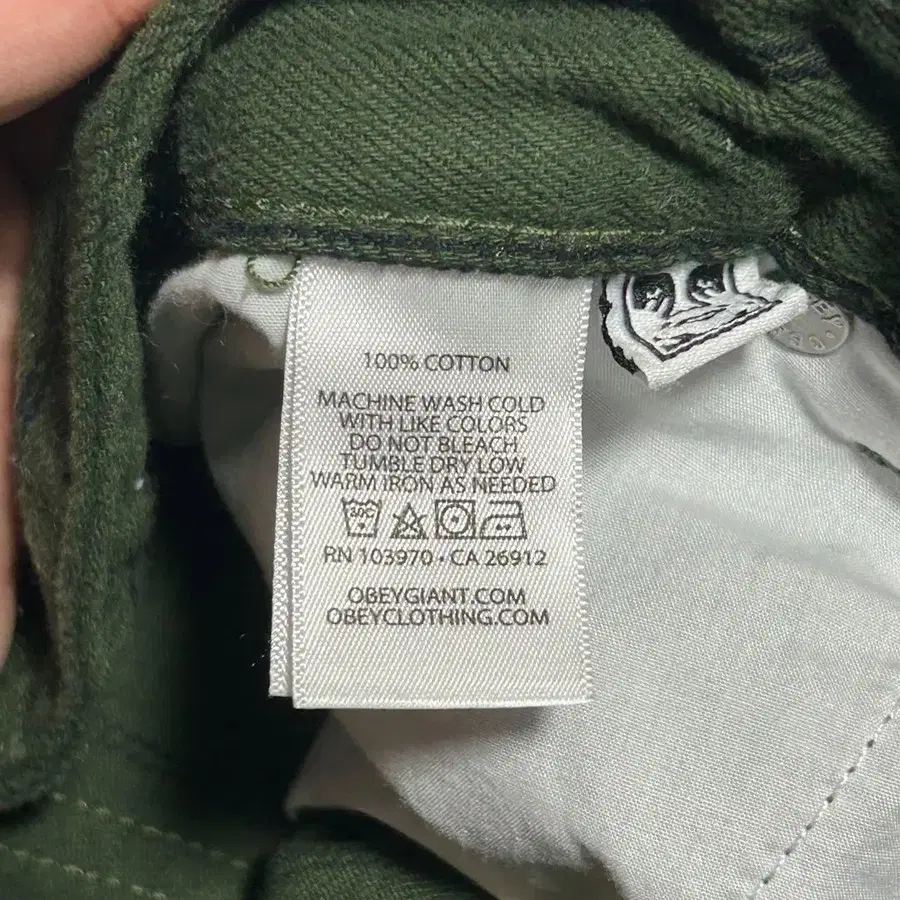 100% COTTON
MACHINE WASH COLD
WITH LIKE COLORS
DO NOT BLEACH
TUMBLE DRY LOW
WARM IRON AS NEEDED
30C
RN 103970 • CA 26912
OBEYGIANT.COM
OBEYCLOTHING.COM